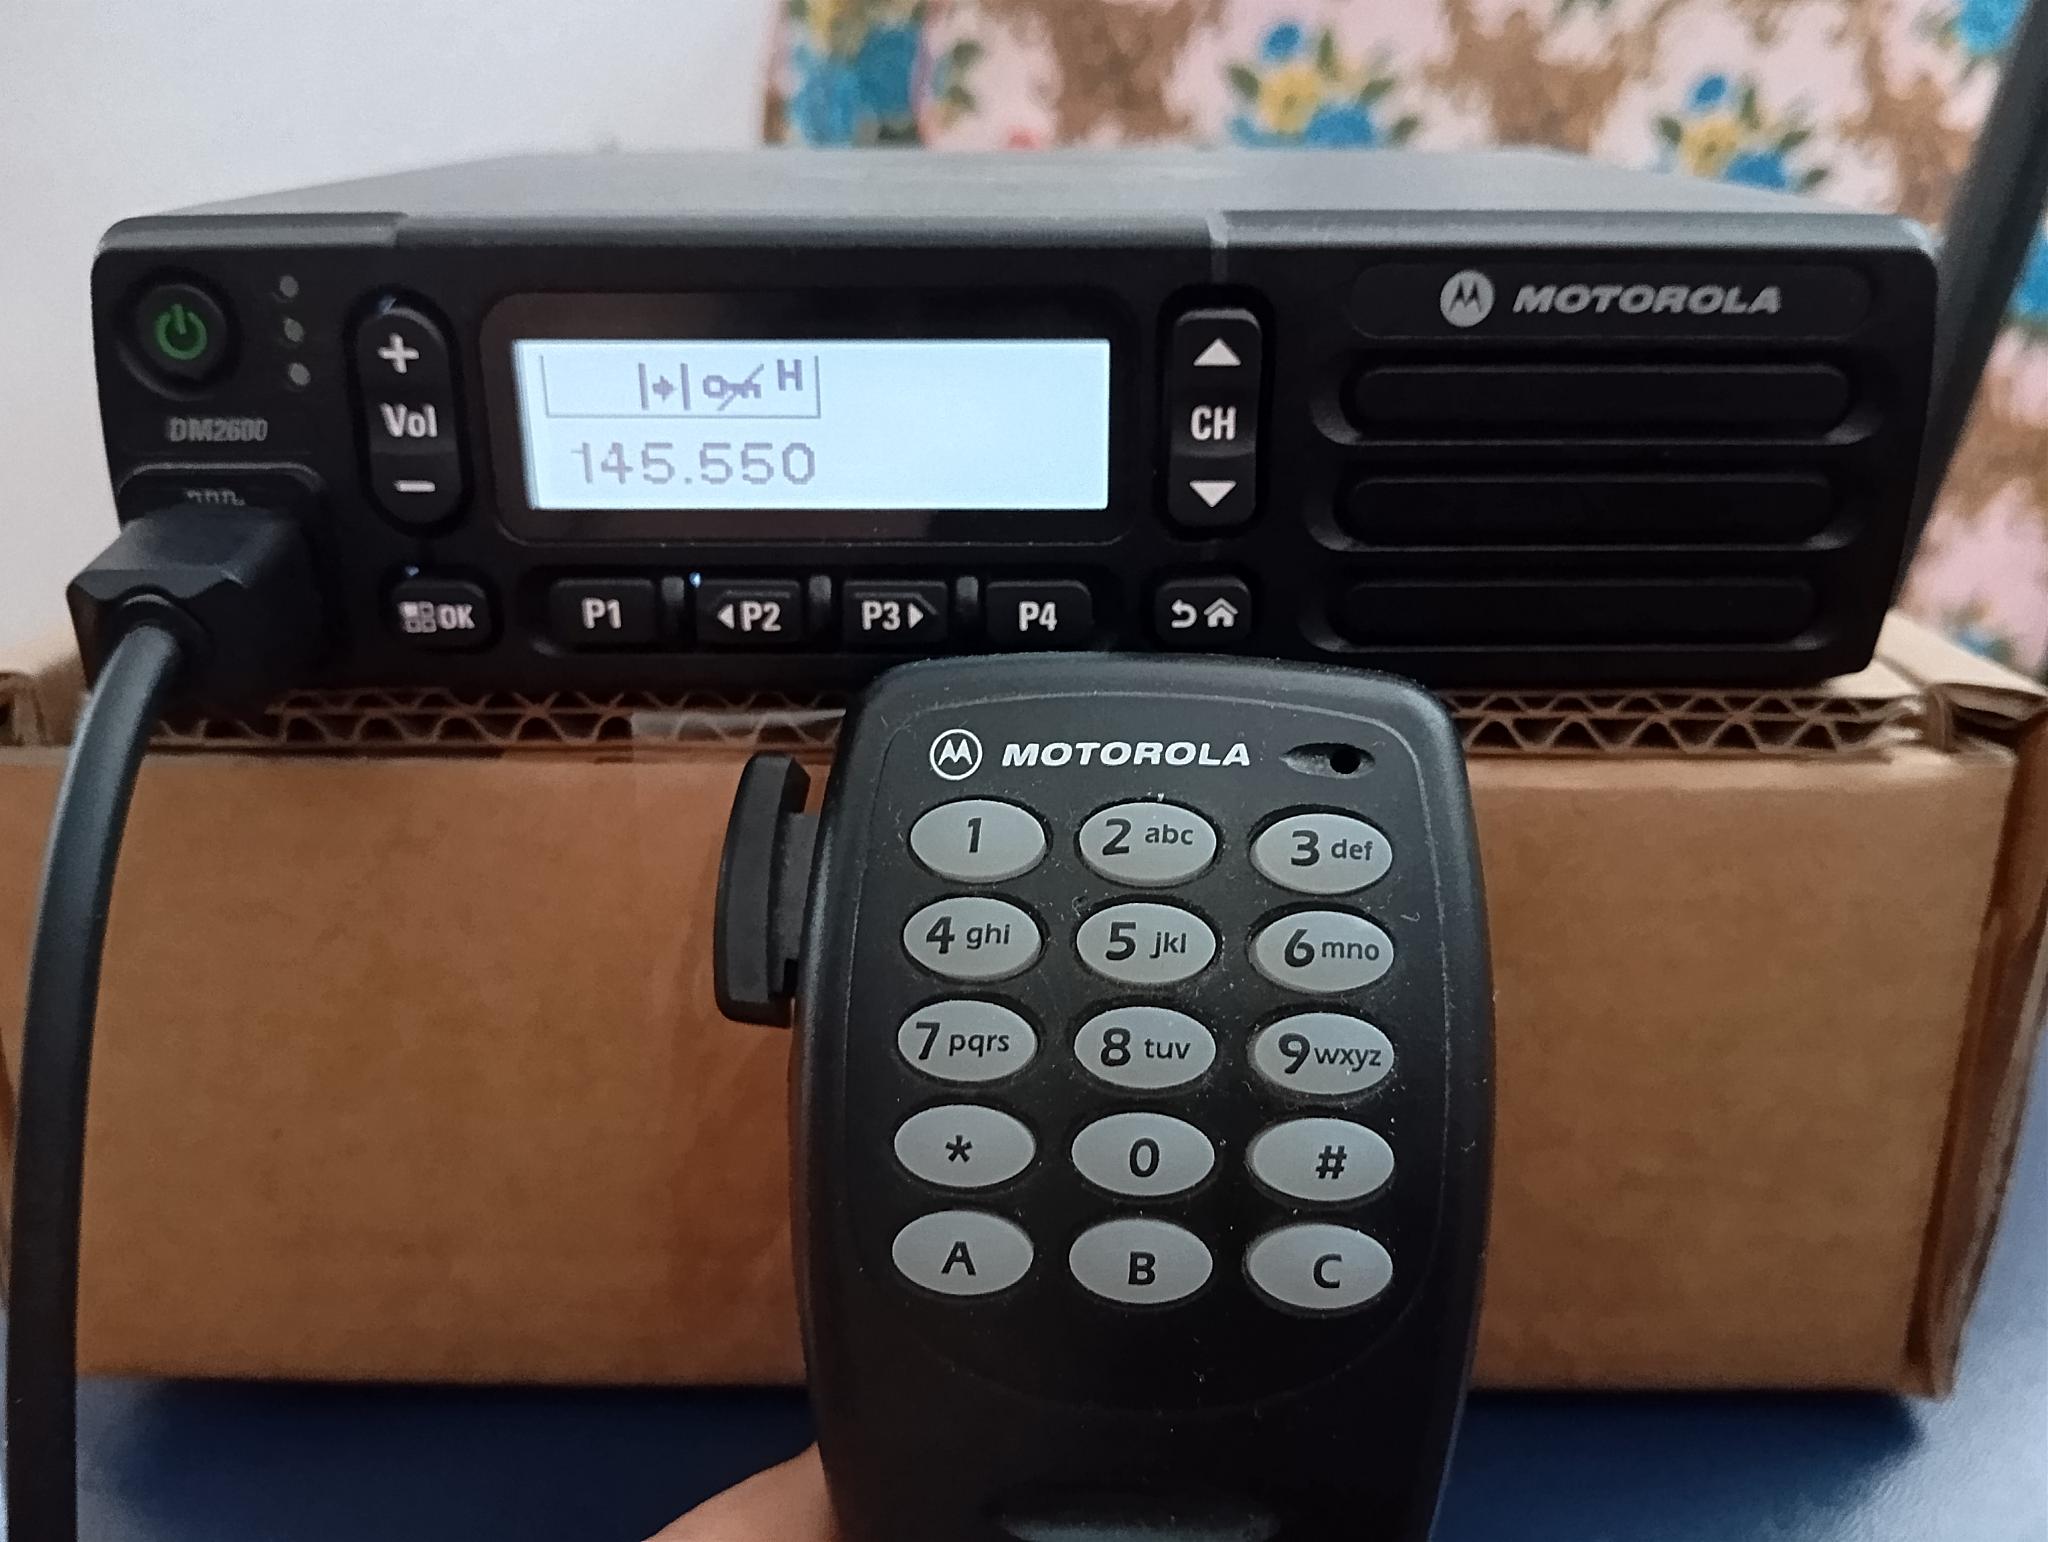 MOTOROLA
DM2600
+
Vol
-
H
145.550
CH
OK
P1
P2
P3
P4
MOTOROLA
1
2 abc
3 def
4 ghi
5 jkl
6 mno
7 pqrs
8 tuv
9 wxyz
*
0
#
A
B
C